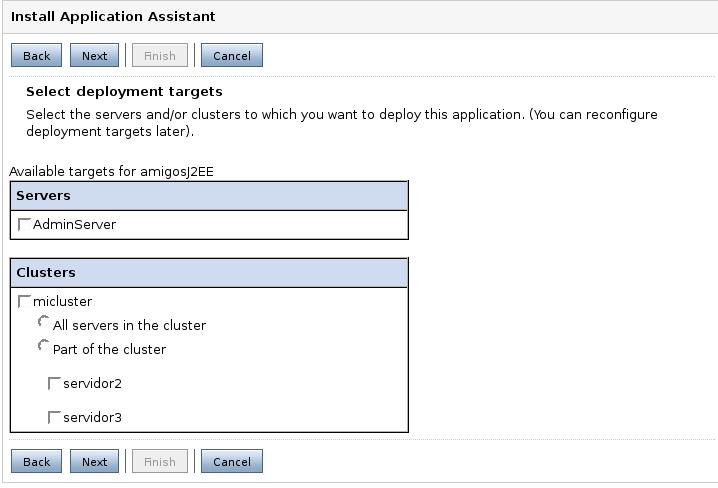 Install Application Assistant
Back Next Finish Cancel
Select deployment targets
Select the servers and/or clusters to which you want to deploy this application. (You can reconfigure
deployment targets later).
Available targets for amigosJ2EE
Servers
AdminServer
Clusters
micluster
All servers in the cluster
Part of the cluster
servidor2
servidor3
Back Next Finish Cancel